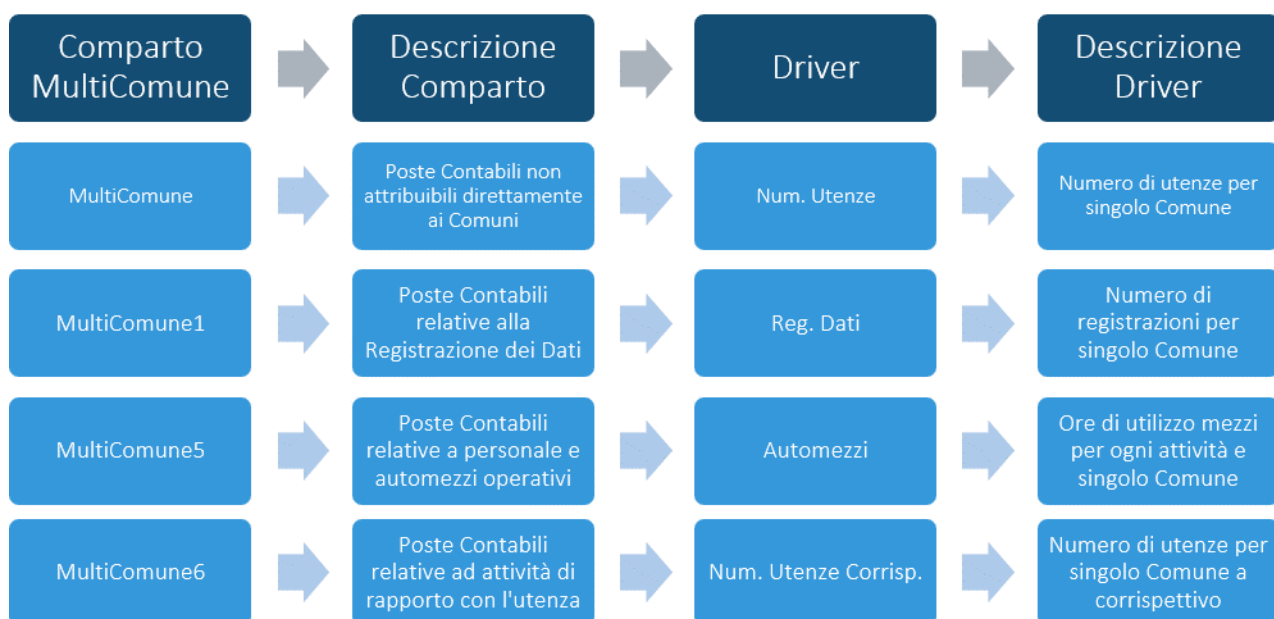 Comparto
MultiComune
Descrizione
Comparto
Driver
Descrizione
Driver
MultiComune
Poste Contabili non
attribuibili direttamente
ai Comuni
Num. Utenze
Numero di utenze per
singolo Comune
MultiComune1
Poste Contabili
relative alla
Registrazione dei Dati
Reg. Dati
Numero di
registrazioni per
singolo Comune
MultiComune5
Poste Contabili
relative a personale e
automezzi operativi
Automezzi
Ore di utilizzo mezzi
per ogni attività e
singolo Comune
MultiComune6
Poste Contabili
relative ad attività di
rapporto con l'utenza
Num. Utenze Corrisp.
Numero di utenze per
singolo Comune a
corrispettivo